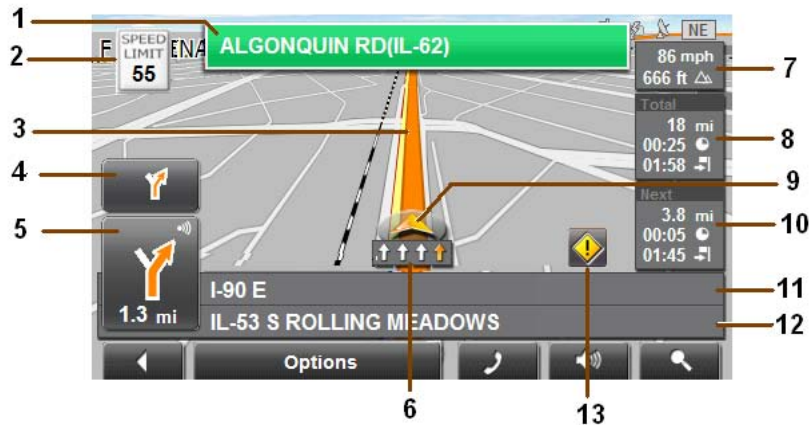 1
ALGONQUIN RD(IL-62)
NE
2
SPEED
LIMIT
55
86 mph
666 ft
7
3
Total
18 mi
00:25
01:58
8
4
9
5
Next
3.8 mi
00:05
01:45
10
I-90 E
11
1.3 mi
IL-53 S ROLLING MEADOWS
12
Options
6
13